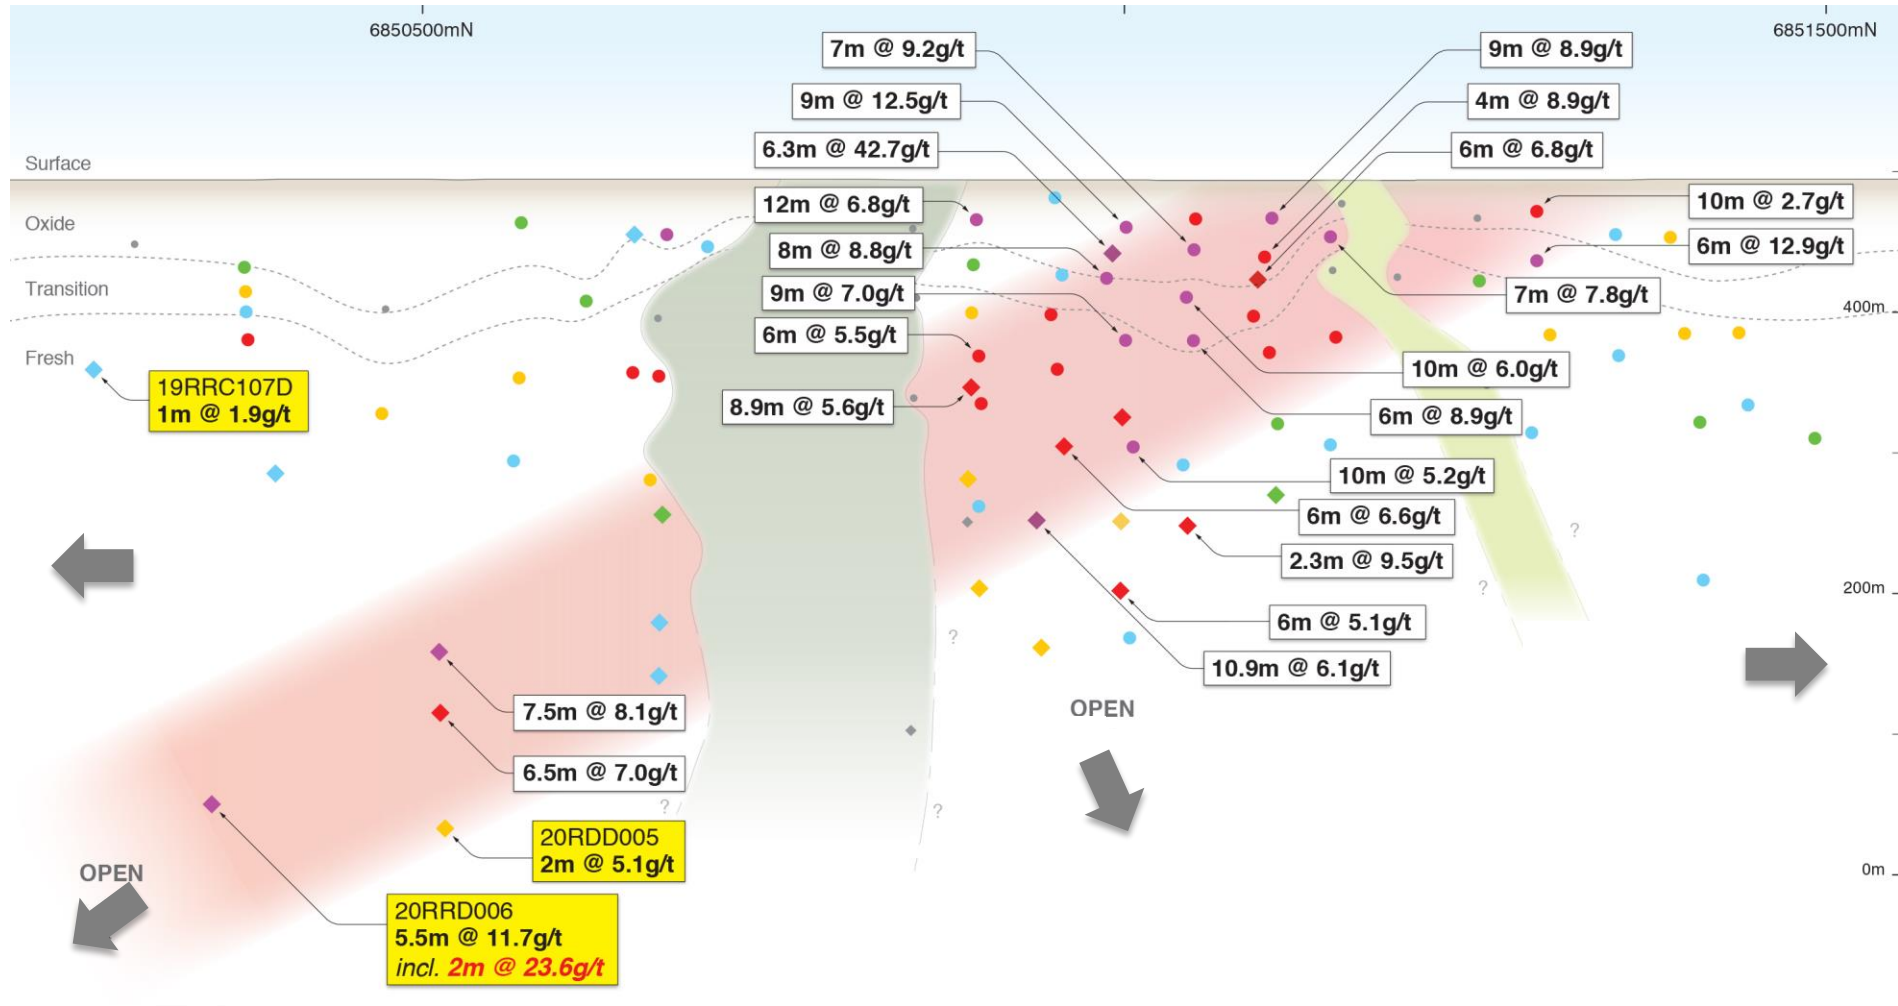 6850500mN
6851500mN
7m @ 9.2g/t
9m @ 8.9g/t
9m @ 12.5g/t
4m @ 8.9g/t
6.3m @ 42.7g/t
6m @ 6.8g/t
Surface
12m @ 6.8g/t
10m @ 2.7g/t
Oxide
8m @ 8.8g/t
6m @ 12.9g/t
Transition
9m @ 7.0g/t
7m @ 7.8g/t
400m
6m @ 5.5g/t
Fresh
10m @ 6.0g/t
19RRC107D
1m @ 1.9g/t
8.9m @ 5.6g/t
6m @ 8.9g/t
10m @ 5.2g/t
6m @ 6.6g/t
?
2.3m @ 9.5g/t
?
200m
6m @ 5.1g/t
?
10.9m @ 6.1g/t
OPEN
7.5m @ 8.1g/t
6.5m @ 7.0g/t
?
?
20RDD005
2m @ 5.1g/t
OPEN
0m
20RRD006
5.5m @ 11.7g/t
incl. 2m @ 23.6g/t